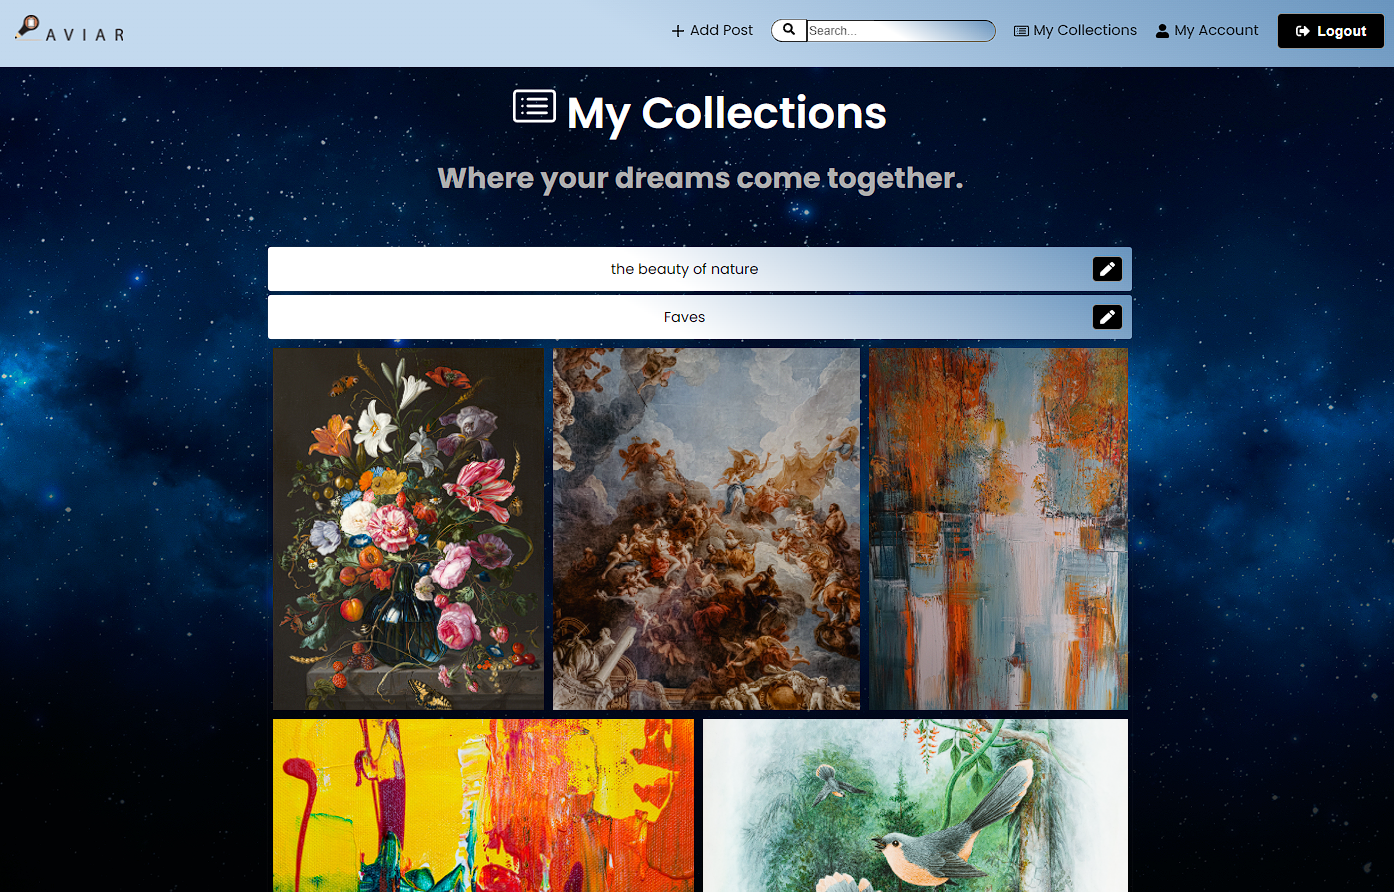 AVIAR
Add Post
Search...
My Collections
My Account
Logout
My Collections
Where your dreams come together.
the beauty of nature
Faves